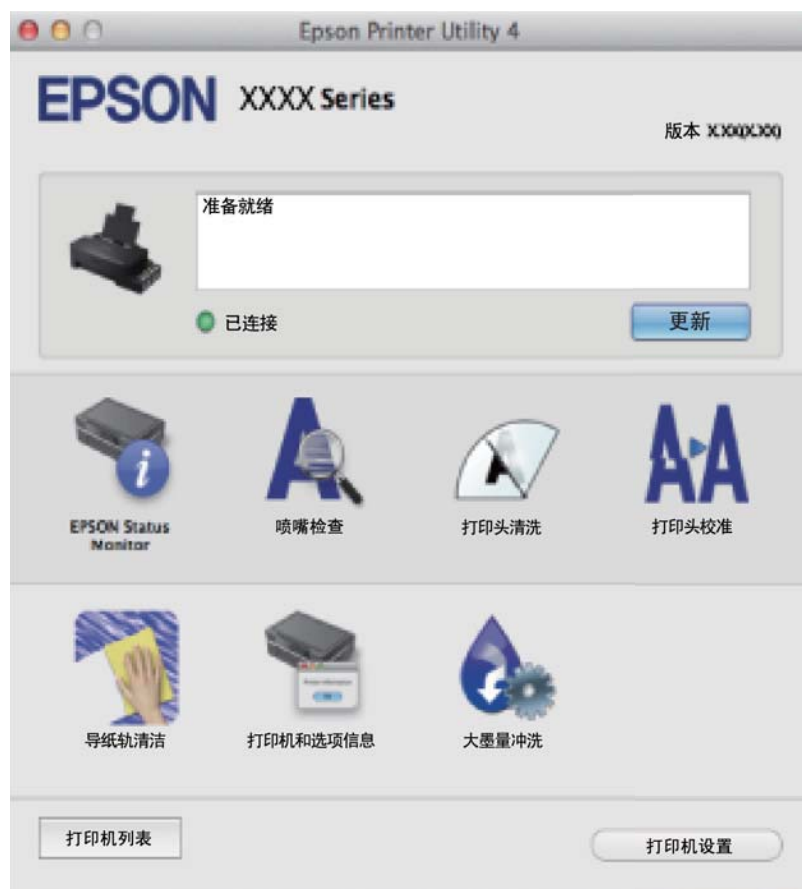 Epson Printer Utility 4
EPSON XXXX Series
版本
准备就绪
已连接
更新
EPSON Status Monitor
喷嘴检查
打印头清洗
打印头校准
导纸轨清洁
打印机和选项信息
大墨量冲洗
打印机列表
打印机设置